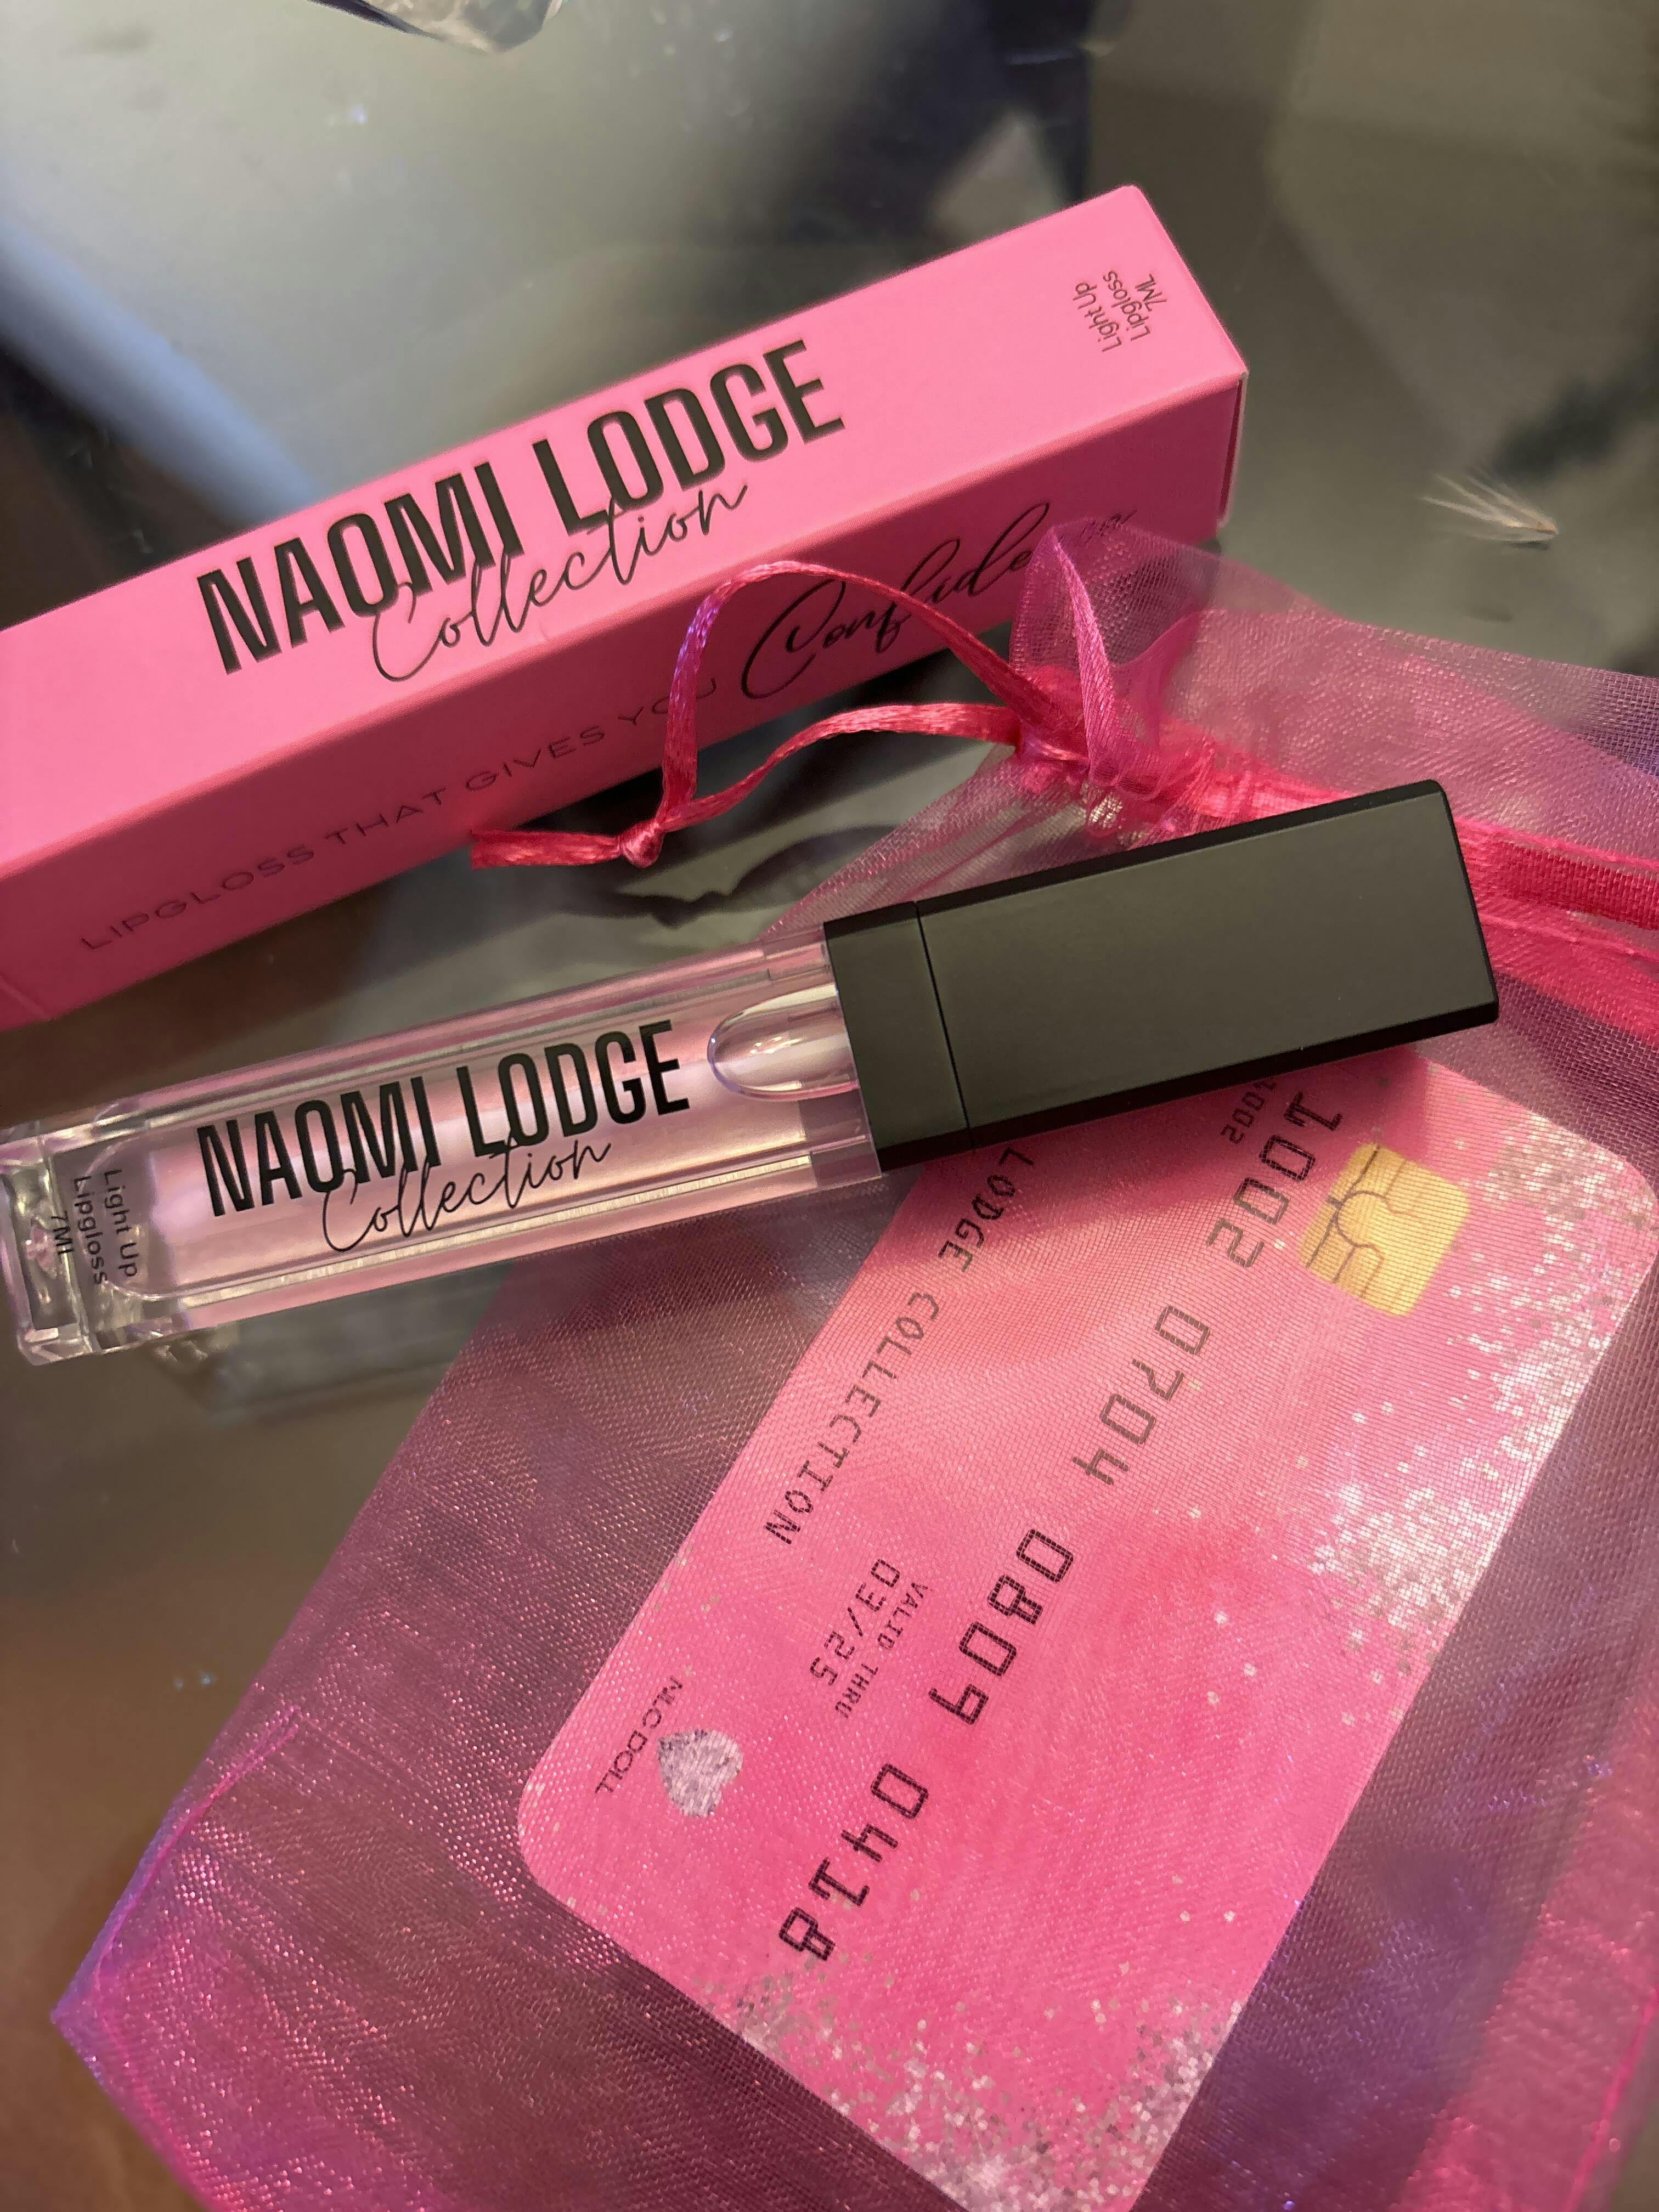 NAOMI LODGE
Collection
Light Up
Lipgloss
7ML
LIPGLOSS THAT GIVES YOU
NAOMI LODGE
Collection
Light Up
Lipgloss
7ML
1002 0704 0809 0418
1002
VALID THRU
03/25
LODGE COLLECTION
NLCDOLL